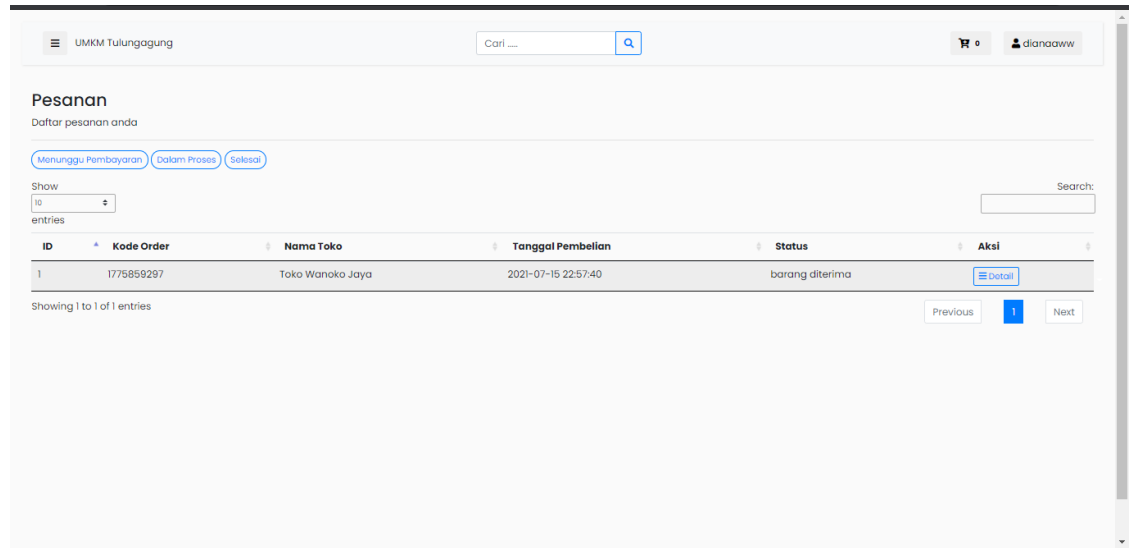 UMKM Tulungagung Cari .... 0 dianaaww
Pesanan
Daftar pesanan anda
Menunggu Pembayaran Dalam Proses Selesai
Show Search:
10
entries
ID Kode Order Nama Toko Tanggal Pembelian Status Aksi
1 1775859297 Toko Wanoko Jaya 2021-07-15 22:57:40 barang diterima Detail
Showing 1 to 1 of 1 entries Previous 1 Next